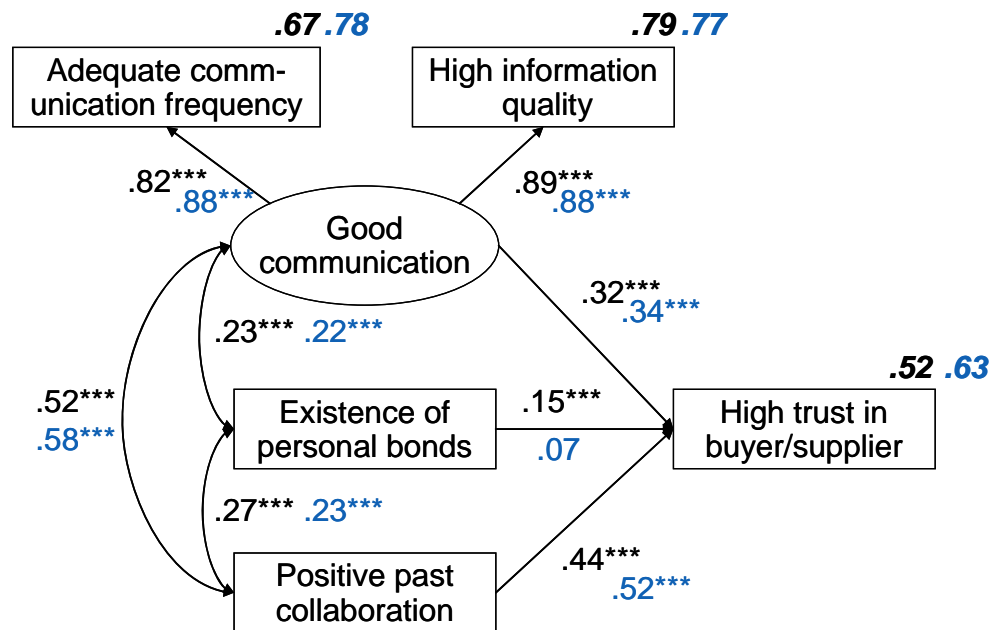 .67 .78
.79 .77
Adequate comm-
unication frequency
High information
quality
.82***
.88***
.89***
.88***
Good
communication
.32***
.34***
.23*** .22***
.52 .63
.52***
.58***
Existence of
personal bonds
.15***
.07
High trust in
buyer/supplier
.27*** .23***
.44***
.52***
Positive past
collaboration